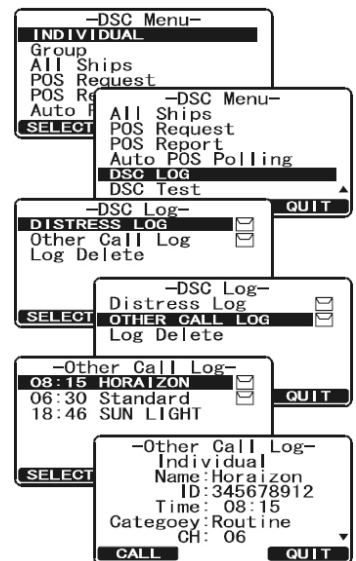 –DSC Menu–
INDIVIDUAL
Group
All Ships
POS Request
POS Re
Auto P
SELECT
–DSC Menu–
All Ships
POS Request
POS Report
Auto POS Polling
DSC LOG
DSC Test
QUIT
–DSC Log–
DISTRESS LOG
Other Call Log
Log Delete
SELECT
–DSC Log–
Distress Log
OTHER CALL LOG
Log Delete
QUIT
–Other Call Log–
08:15 HORAIZON
06:30 Standard
18:46 SUN LIGHT
SELECT
–Other Call Log–
Individual
Name:Horaizon
ID:345678912
Time: 08:15
Categoey:Routine
CH: 06
CALL QUIT